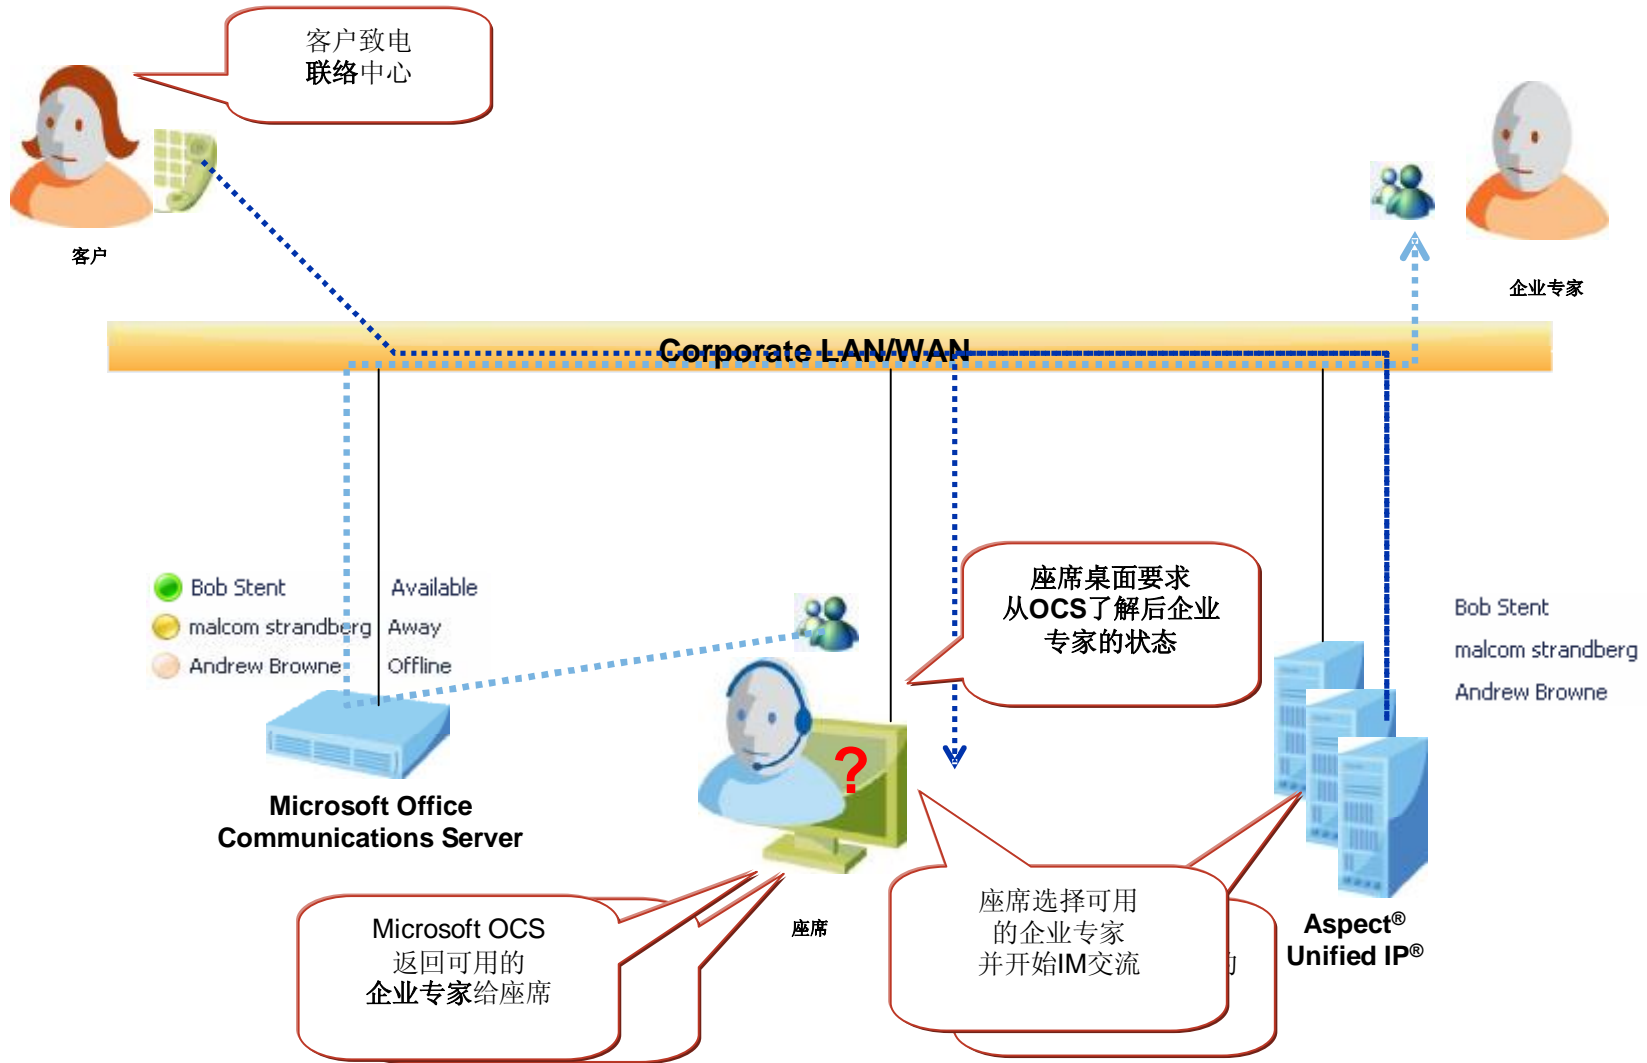 客户致电
联络中心
客户
企业专家
Corporate LAN/WAN
Bob Stent Available
malcom strandberg Away
Andrew Browne Offline
座席桌面要求
从OCS了解后企业
专家的状态
Bob Stent
malcom strandberg
Andrew Browne
?
Microsoft Office
Communications Server
座席
Microsoft OCS
返回可用的
企业专家给座席
座席选择可用
的企业专家
并开始IM交流
Aspect®
Unified IP®